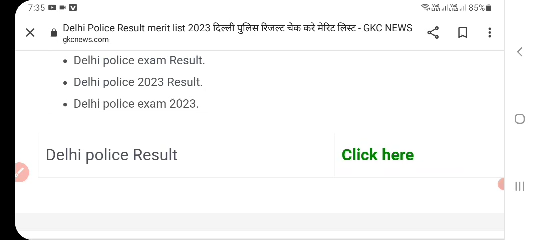 7:35 85%
Delhi Police Result merit list 2023 दिल्ली पुलिस रिजल्ट चेक करे मेरिट लिस्ट - GKC NEWS
gkcnews.com
• Delhi police exam Result.
• Delhi police 2023 Result.
• Delhi police exam 2023.
Delhi police Result Click here